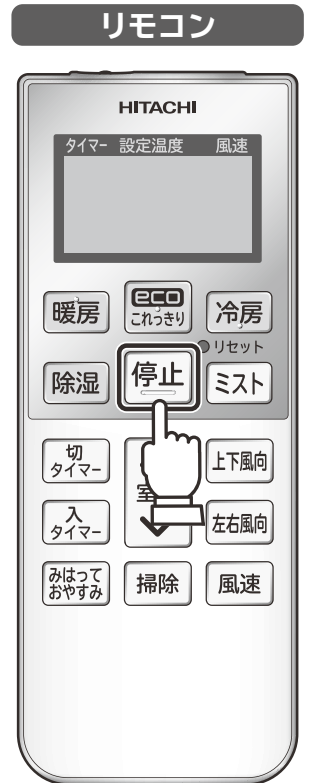 リモコン
HITACHI
タイマー 設定温度 風速
暖房
eco
これっきり
冷房
リセット
除湿
停止
ミスト
切
タイマー
室
上下風向
入
タイマー
左右風向
みはって
おやすみ
掃除
風速